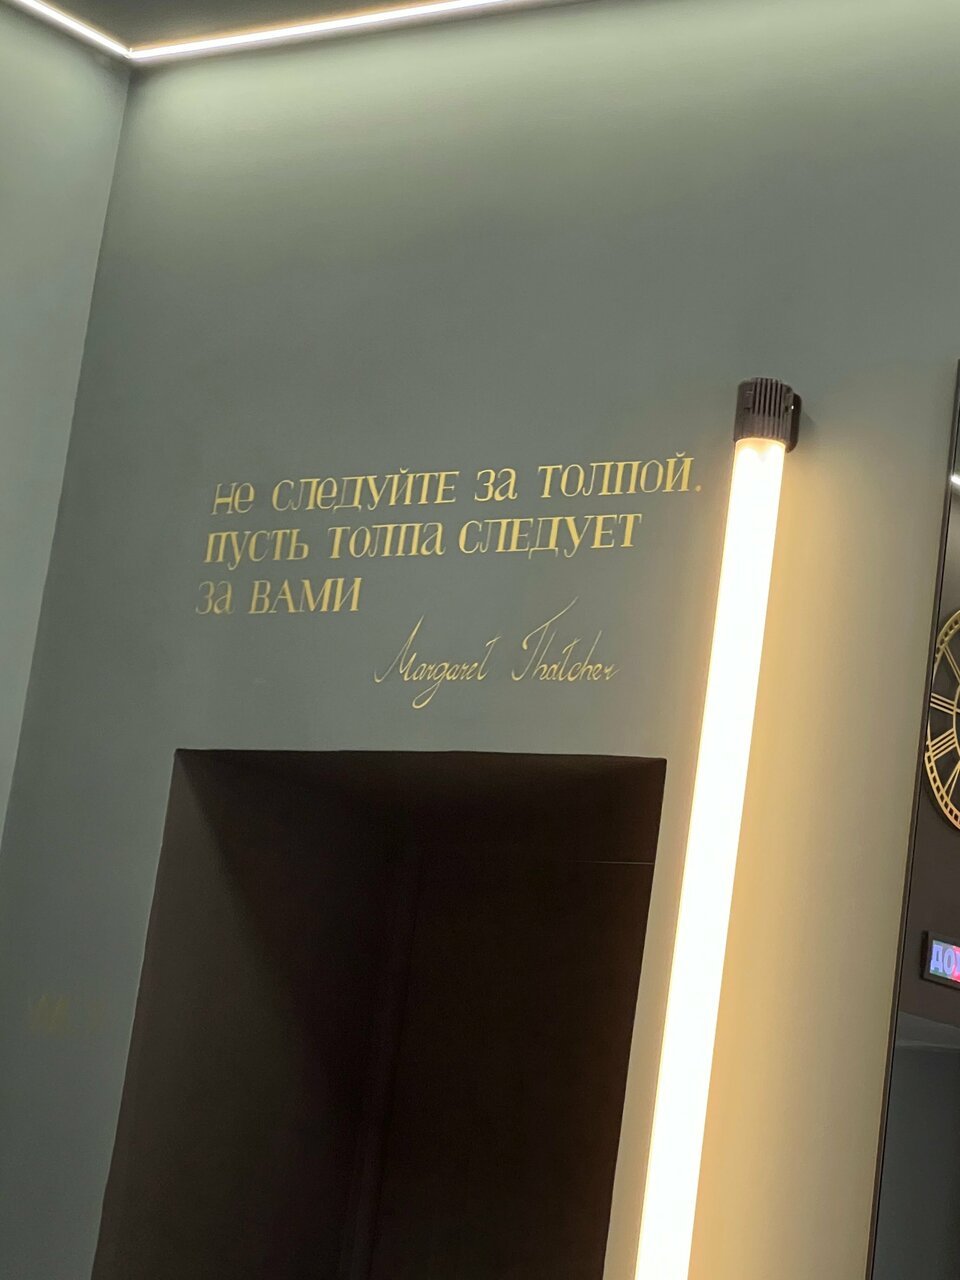 не следуйте за толпой.
пусть толпа следует
за вами
Margaret Thatcher